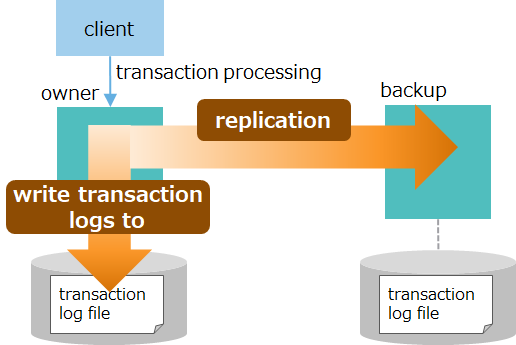 client
transaction processing
owner
backup
replication
write transaction
logs to
transaction
log file
transaction
log file